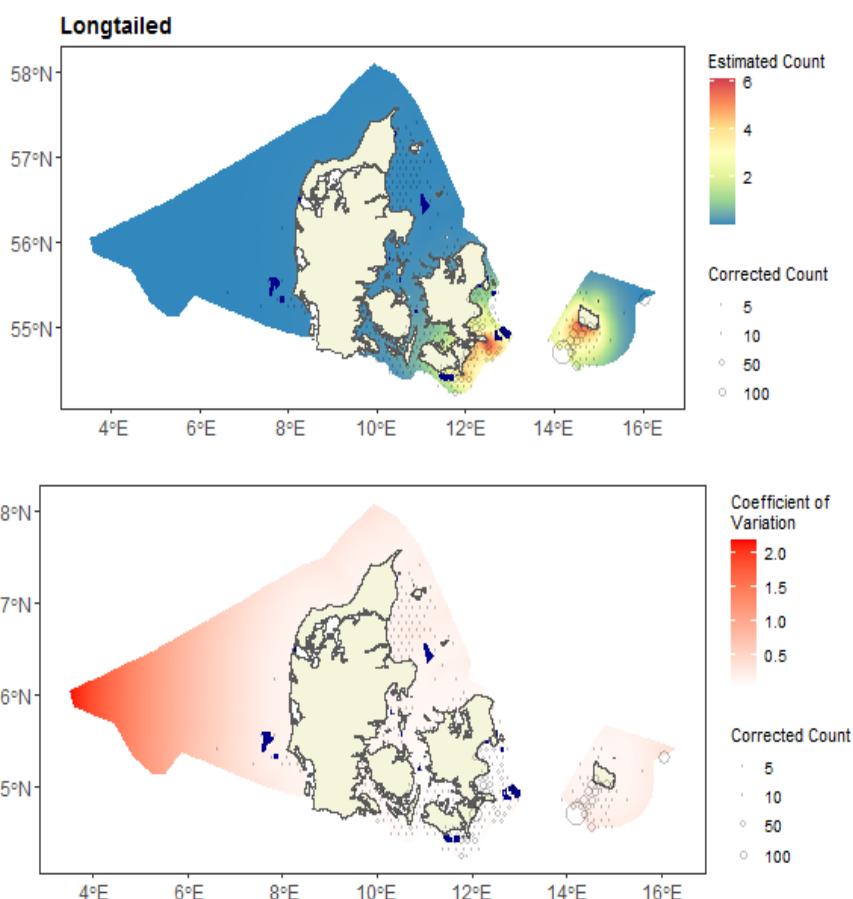 Longtailed
58°N
57°N
56°N
55°N
4°E 6°E 8°E 10°E 12°E 14°E 16°E
Estimated Count
6
4
2
Corrected Count
5
10
50
100
8°N
7°N
6°N
5°N
4°E 6°E 8°E 10°E 12°E 14°E 16°E
Coefficient of
Variation
2.0
1.5
1.0
0.5
Corrected Count
5
10
50
100